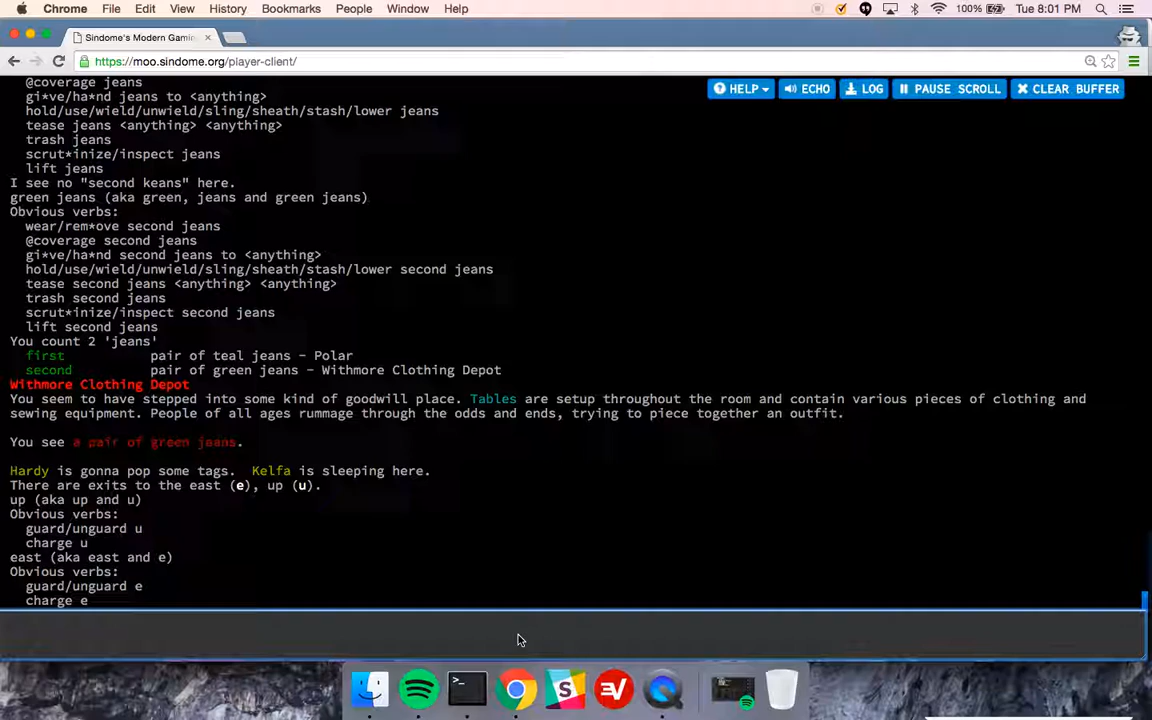 Chrome File Edit View History Bookmarks People Window Help 100% Tue 8:01 PM
Sindome's Modern Gamin
https://moo.sindome.org/player-client/
HELP ECHO LOG PAUSE SCROLL CLEAR BUFFER
@coverage jeans
gi*ve/ha*nd jeans to <anything>
hold/use/wield/unwield/sling/sheath/stash/lower jeans
tease jeans <anything> <anything>
trash jeans
scrut*inize/inspect jeans
lift jeans
I see no "second keans" here.
green jeans (aka green, jeans and green jeans)
Obvious verbs:
wear/rem*ove second jeans
@coverage second jeans
gi*ve/ha*nd second jeans to <anything>
hold/use/wield/unwield/sling/sheath/stash/lower second jeans
tease second jeans <anything> <anything>
trash second jeans
scrut*inize/inspect second jeans
lift second jeans
You count 2 'jeans'
first pair of teal jeans - Polar
second pair of green jeans - Withmore Clothing Depot
Withmore Clothing Depot
You seem to have stepped into some kind of goodwill place. Tables are setup throughout the room and contain various pieces of clothing and
sewing equipment. People of all ages rummage through the odds and ends, trying to piece together an outfit.
You see a pair of green jeans.
Hardy is gonna pop some tags. Kelfa is sleeping here.
There are exits to the east (e), up (u).
up (aka up and u)
Obvious verbs:
guard/unguard u
charge u
east (aka east and e)
Obvious verbs:
guard/unguard e
charge e